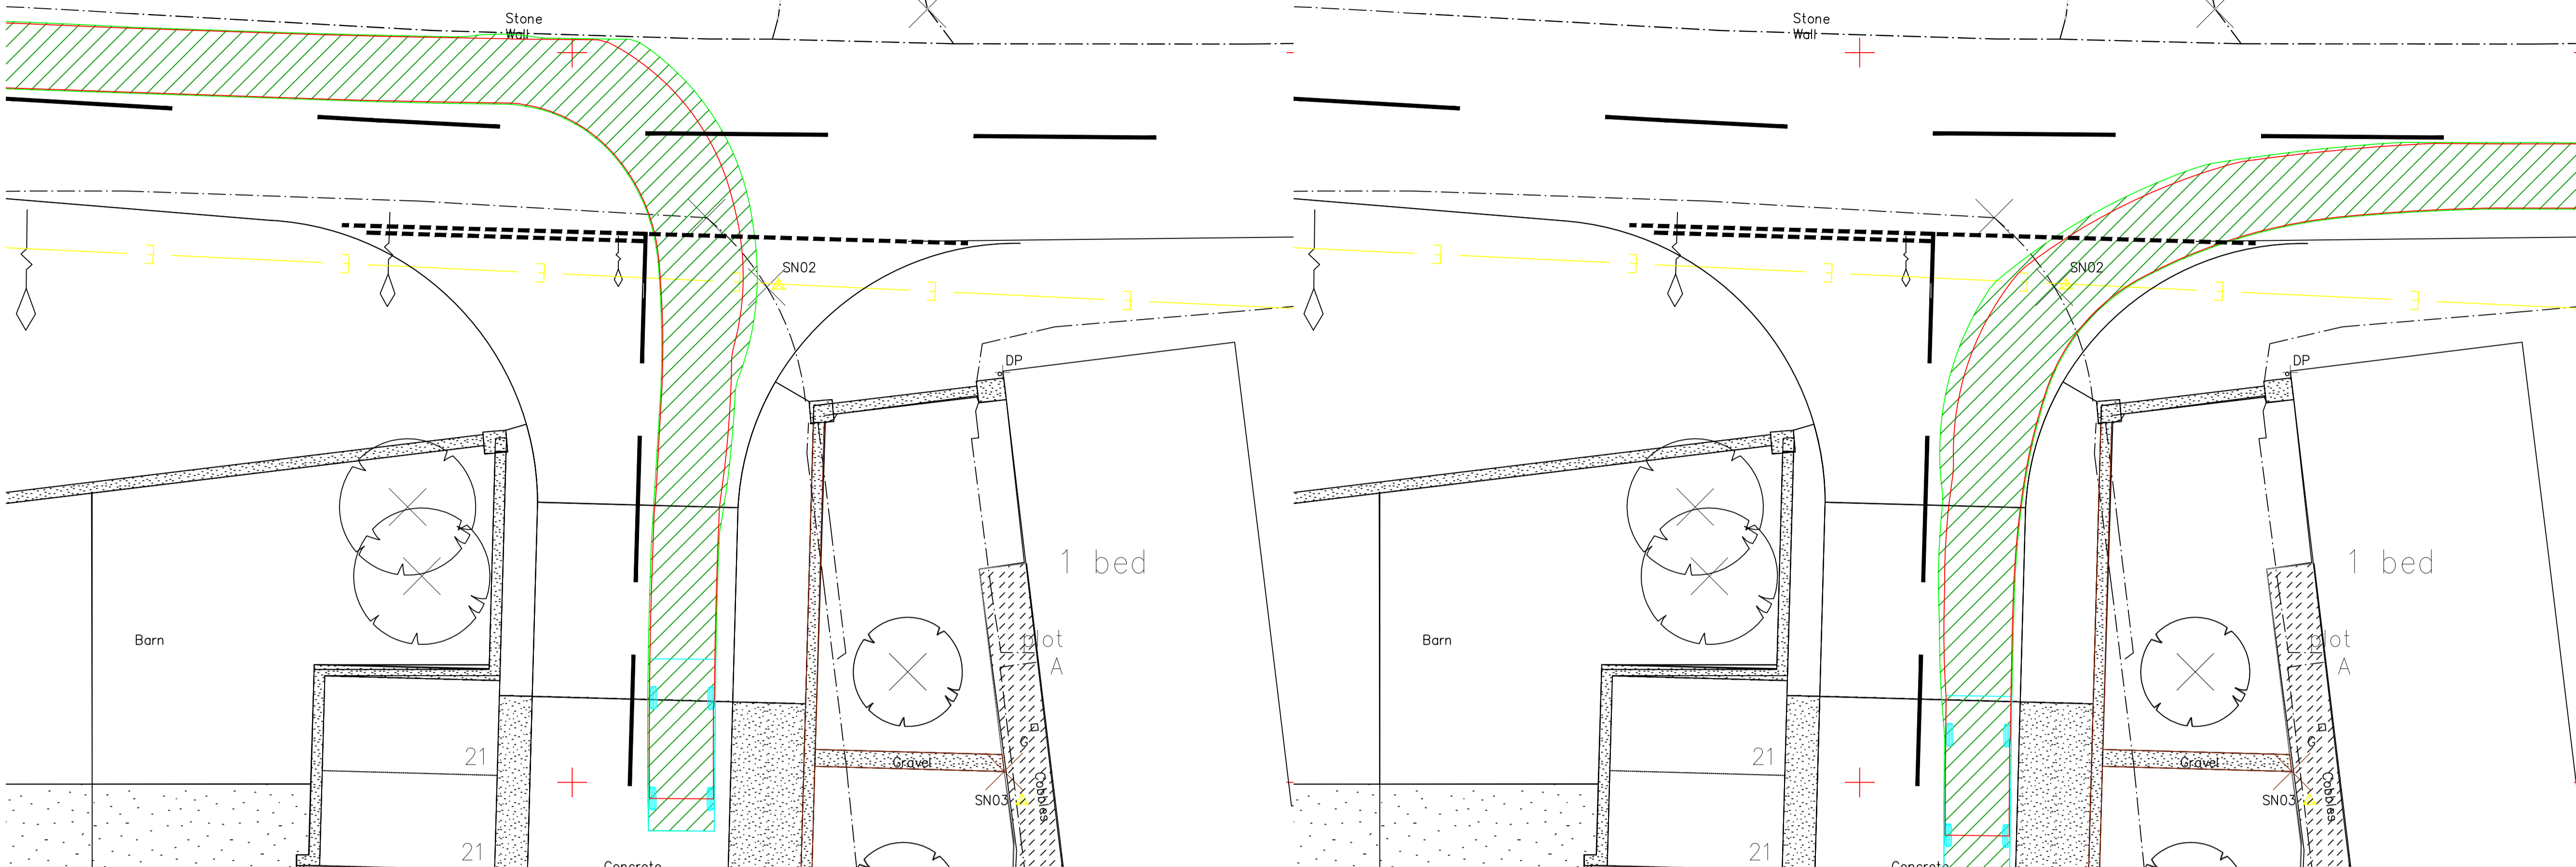 Stone
Wall
SN02
DP
1 bed
Barn
plot
A
21
G
Gravel
Cobbles
SN03
21
Concrete
Stone
Wall
SN02
DP
1 bed
Barn
plot
A
21
G
Gravel
Cobbles
SN03
21
Concrete